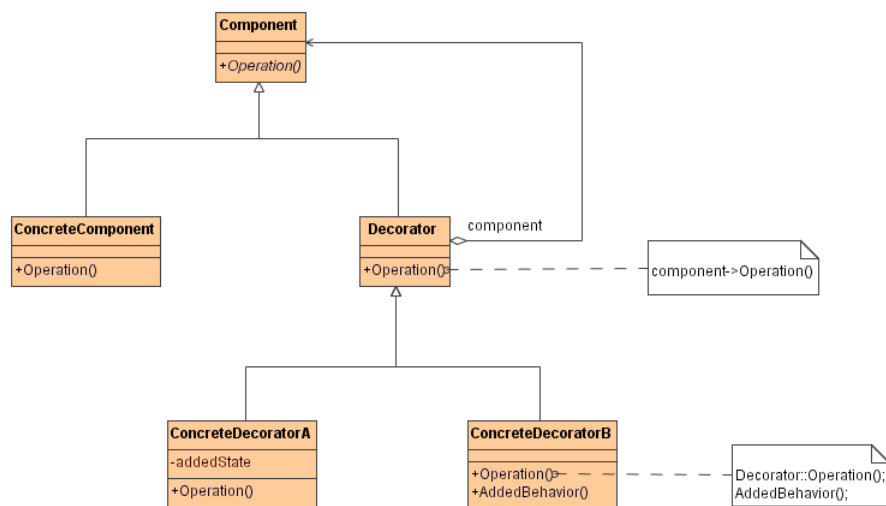 Component
+Operation()
ConcreteComponent
+Operation()
Decorator
+Operation()
component
component->Operation()
ConcreteDecoratorA
-addedState
+Operation()
ConcreteDecoratorB
+Operation()
+AddedBehavior()
Decorator::Operation();
AddedBehavior();